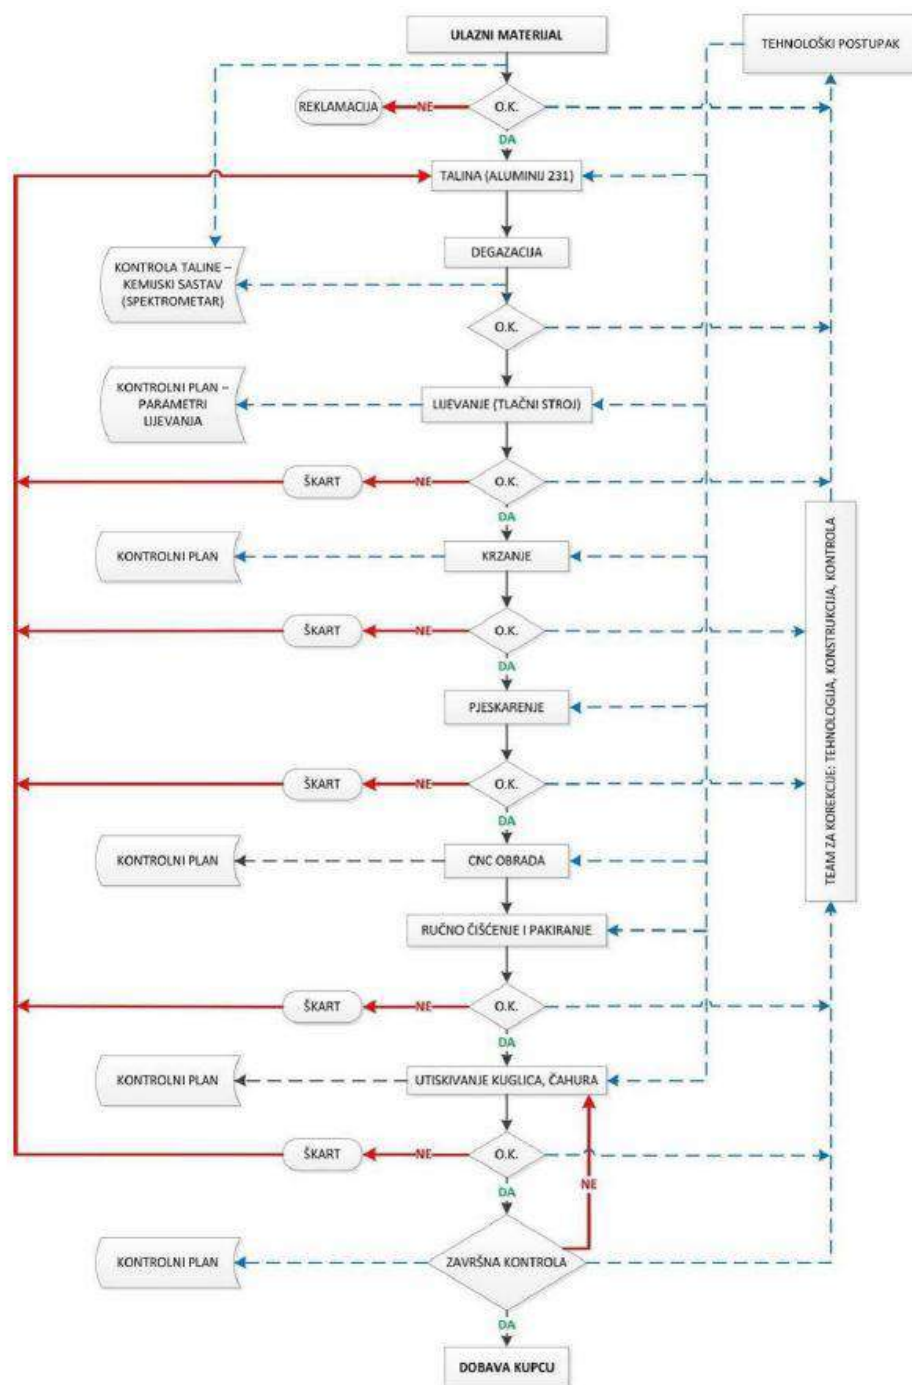 ULAZNI MATERIJAL
TEHNOLOŠKI POSTUPAK
REKLAMACIJA
NE
O.K.
DA
TALINA (ALUMINIJ 231)
DEGAZACIJA
KONTROLA TALINE –
KEMIJSKI SASTAV
(SPEKTROMETAR)
O.K.
KONTROLNI PLAN –
PARAMETRI
LIJEVANJA
LIJEVANJE (TLAČNI STROJ)
ŠKART
NE
O.K.
DA
KONTROLNI PLAN
KRZANJE
ŠKART
NE
O.K.
DA
TEAM ZA KOREKCIJE: TEHNOLOGIJA, KONSTRUKCIJA, KONTROLA
PJESKARENJE
ŠKART
NE
O.K.
DA
KONTROLNI PLAN
CNC OBRADA
RUČNO ČIŠĆENJE I PAKIRANJE
ŠKART
NE
O.K.
DA
KONTROLNI PLAN
UTISKIVANJE KUGLICA, ČAHURA
ŠKART
NE
O.K.
DA
NE
KONTROLNI PLAN
ZAVRŠNA KONTROLA
DA
DOBAVA KUPCU